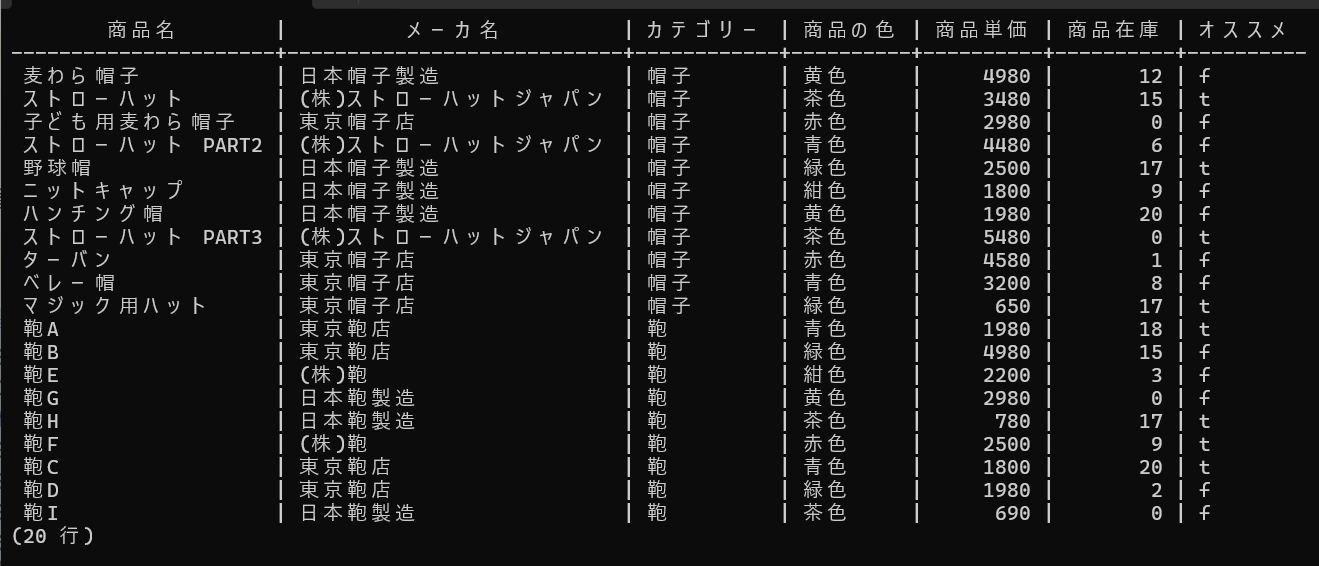 商品名 | メーカ名 | カテゴリー | 商品の色 | 商品単価 | 商品在庫 | オススメ
麦わら帽子 | 日本帽子製造 | 帽子 | 黄色 | 4980 | 12 | f
ストローハット | (株)ストローハットジャパン | 帽子 | 茶色 | 3480 | 15 | t
子ども用麦わら帽子 | 東京帽子店 | 帽子 | 赤色 | 2980 | 0 | f
ストローハット PART2 | (株)ストローハットジャパン | 帽子 | 青色 | 4480 | 6 | f
野球帽 | 日本帽子製造 | 帽子 | 緑色 | 2500 | 17 | t
ニットキャップ | 日本帽子製造 | 帽子 | 紺色 | 1800 | 9 | f
ハンチング帽 | 日本帽子製造 | 帽子 | 黄色 | 1980 | 20 | f
ストローハット PART3 | (株)ストローハットジャパン | 帽子 | 茶色 | 5480 | 0 | t
ターバン | 東京帽子店 | 帽子 | 赤色 | 4580 | 1 | f
ベレー帽 | 東京帽子店 | 帽子 | 青色 | 3200 | 8 | f
マジック用ハット | 東京帽子店 | 帽子 | 緑色 | 650 | 17 | t
鞄A | 東京鞄店 | 鞄 | 青色 | 1980 | 18 | t
鞄B | 東京鞄店 | 鞄 | 緑色 | 4980 | 15 | f
鞄E | (株)鞄 | 鞄 | 紺色 | 2200 | 3 | f
鞄G | 日本鞄製造 | 鞄 | 黄色 | 2980 | 0 | f
鞄H | 日本鞄製造 | 鞄 | 茶色 | 780 | 17 | t
鞄F | (株)鞄 | 鞄 | 赤色 | 2500 | 9 | t
鞄C | 東京鞄店 | 鞄 | 青色 | 1800 | 20 | t
鞄D | 東京鞄店 | 鞄 | 緑色 | 1980 | 2 | f
鞄I | 日本鞄製造 | 鞄 | 茶色 | 690 | 0 | f
(20 行)